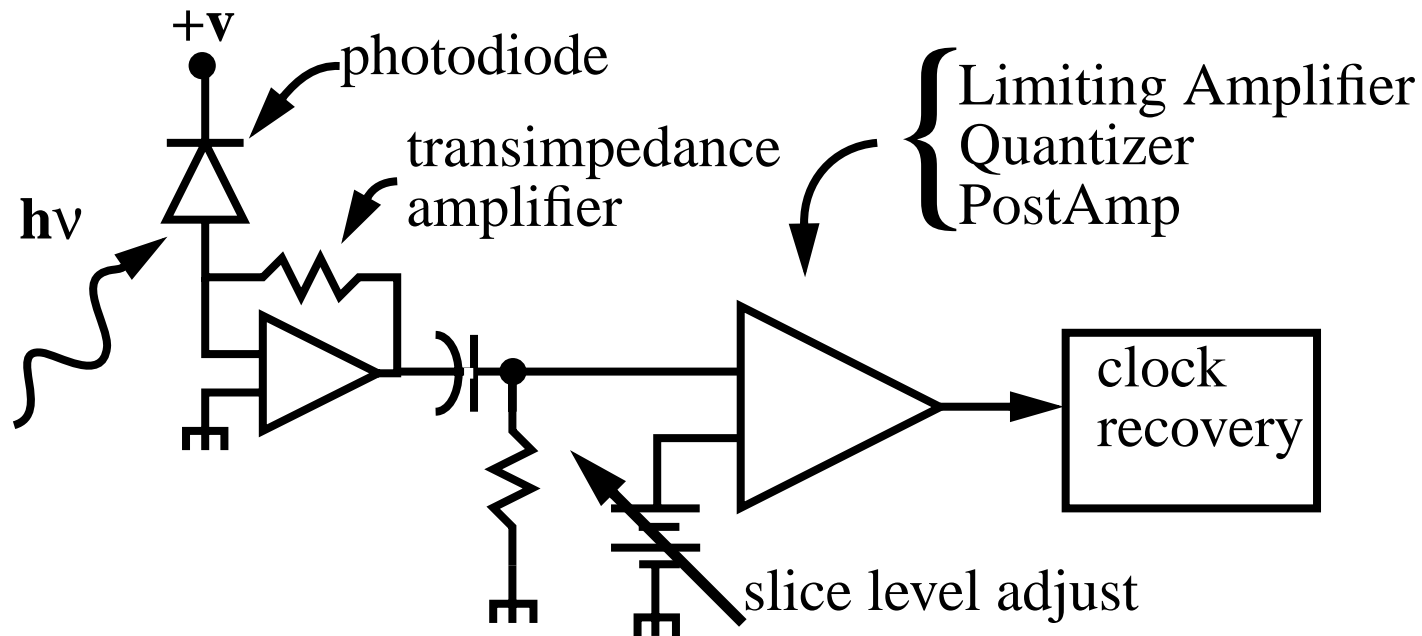 +v
photodiode
transimpedance
amplifier
hν
Limiting Amplifier
Quantizer
PostAmp
clock
recovery
slice level adjust